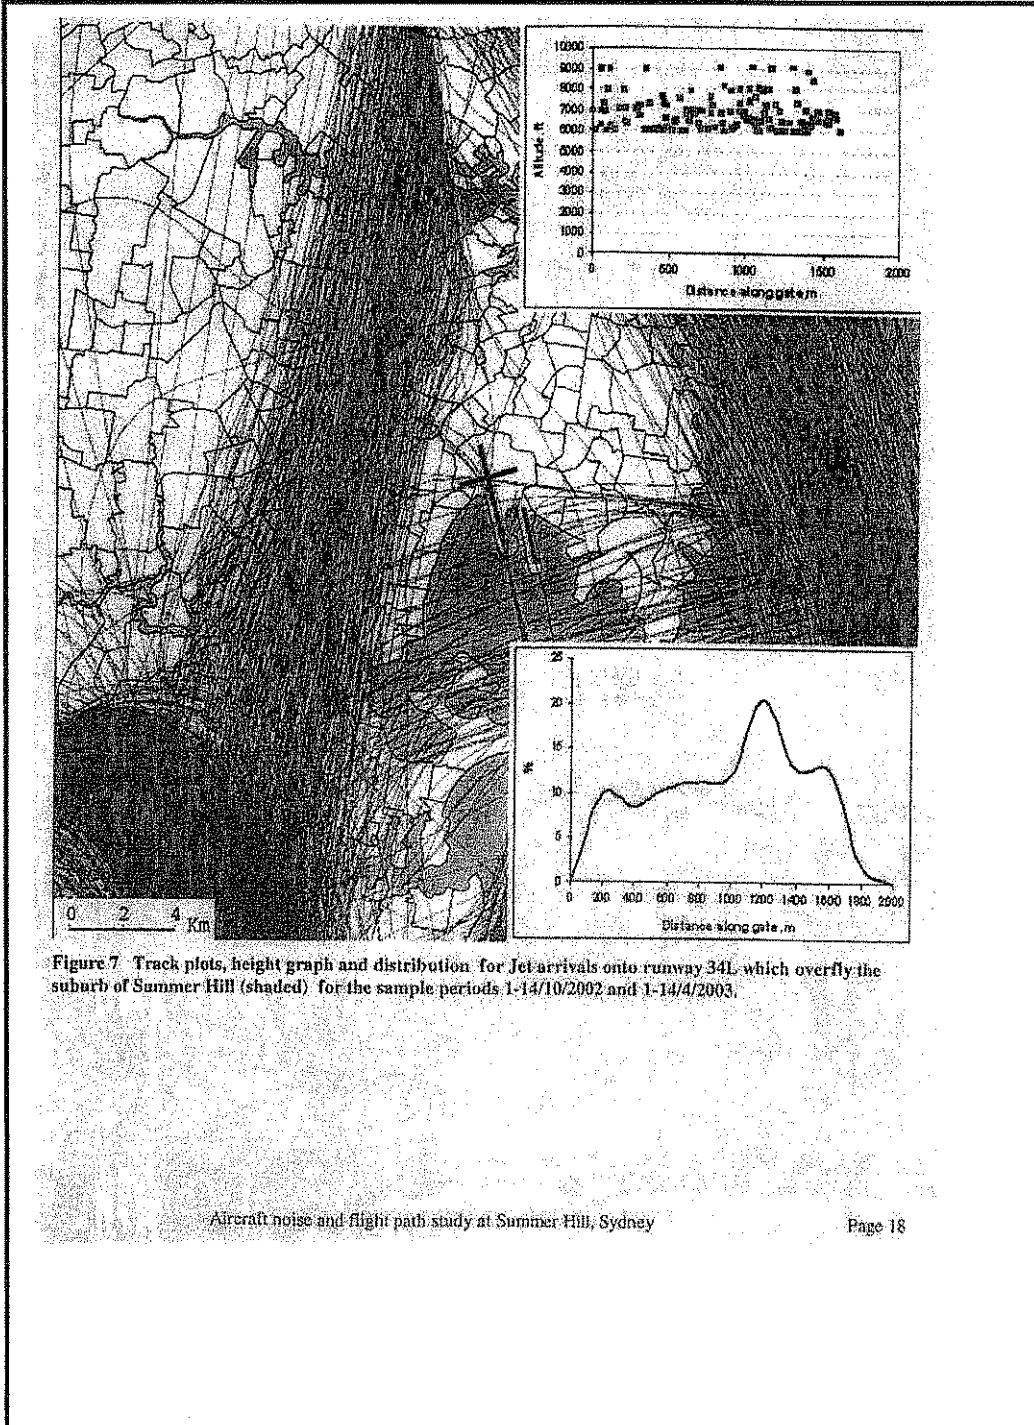 10000
9000
8000
7000
6000
5000
4000
3000
2000
1000
0
Altitude, ft
0 500 1000 1500 2000
Distance along gate, m
25
20
15
10
5
0
%
0 200 400 600 800 1000 1200 1400 1600 1800 2000
Distance along gate, m
0 2 4 Km
Figure 7 Track plots, height graph and distribution for Jet arrivals onto runway 34L which overfly the
suburb of Summer Hill (shaded) for the sample periods 1-14/10/2002 and 1-14/4/2003.
Aircraft noise and flight path study at Summer Hill, Sydney Page 18